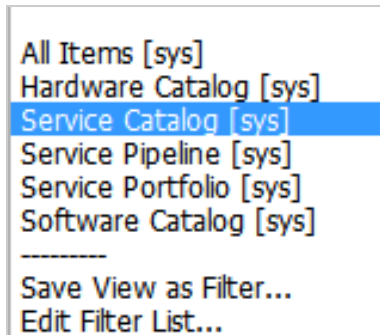 All Items [sys]
Hardware Catalog [sys]
Service Catalog [sys]
Service Pipeline [sys]
Service Portfolio [sys]
Software Catalog [sys]
---------
Save View as Filter...
Edit Filter List...